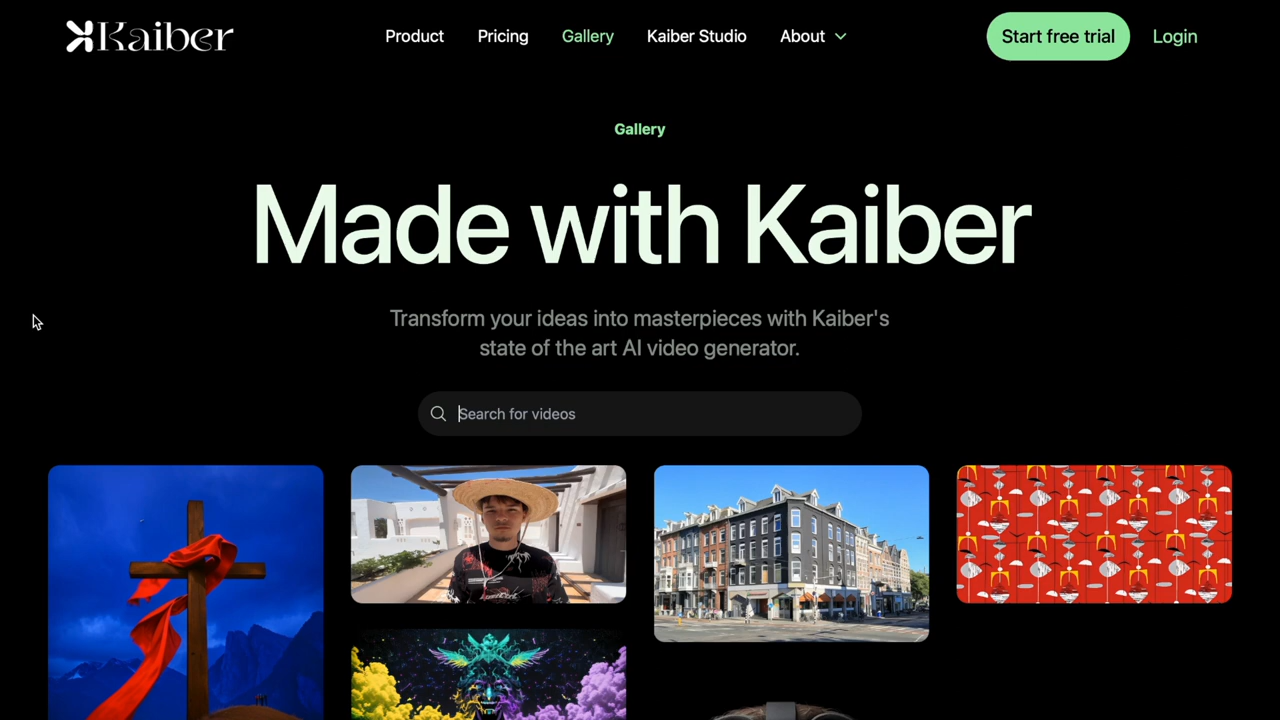 Kaiber
Product
Pricing
Gallery
Kaiber Studio
About
Start free trial
Login
Gallery
Made with Kaiber
Transform your ideas into masterpieces with Kaiber's
state of the art AI video generator.
Search for videos